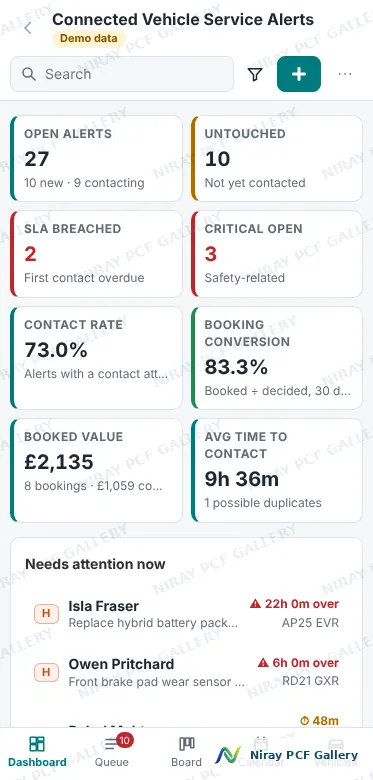 Connected Vehicle Service Alerts
Demo data
Search
OPEN ALERTS
27
10 new · 9 contacting
UNTOUCHED
10
Not yet contacted
SLA BREACHED
2
First contact overdue
CRITICAL OPEN
3
Safety-related
CONTACT RATE
73.0%
Alerts with a contact att...
BOOKING
CONVERSION
83.3%
Booked ÷ decided, 30 d...
BOOKED VALUE
£2,135
8 bookings · £1,059 co...
AVG TIME TO
CONTACT
9h 36m
1 possible duplicates
Needs attention now
H
Isla Fraser
22h 0m over
Replace hybrid battery pack...
AP25 EVR
H
Owen Pritchard
6h 0m over
Front brake pad wear sensor ...
RD21 GXR
48m
Dashboard
Queue
10
Board
Calendar
Vehicles
Niray PCF Gallery
NIRAY PCF GALLERY